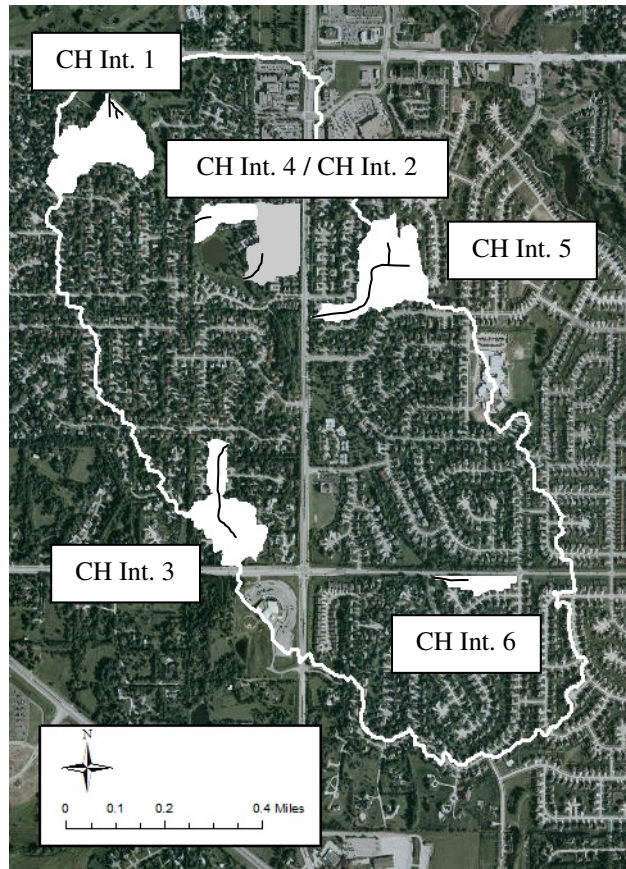 CH Int. 1
CH Int. 4 / CH Int. 2
CH Int. 5
CH Int. 3
CH Int. 6
N
0 0.1 0.2 0.4 Miles